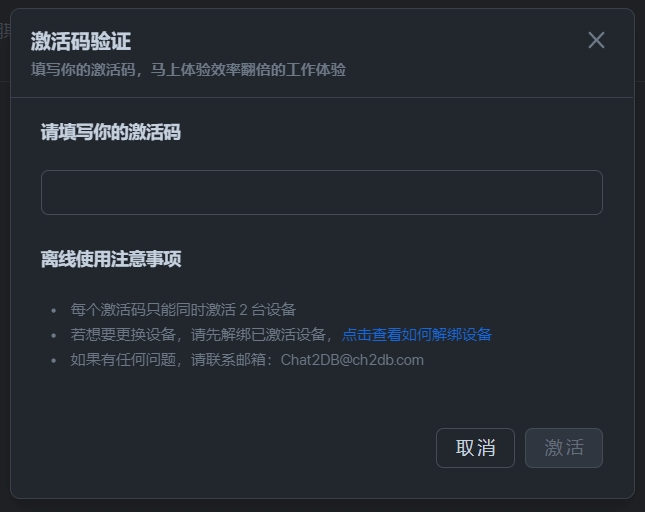 激活码验证
填写你的激活码，马上体验效率翻倍的工作体验
请填写你的激活码
离线使用注意事项
• 每个激活码只能同时激活 2 台设备
• 若想要更换设备，请先解绑已激活设备，点击查看如何解绑设备
• 如果有任何问题，请联系邮箱：Chat2DB@ch2db.com
取消 激活